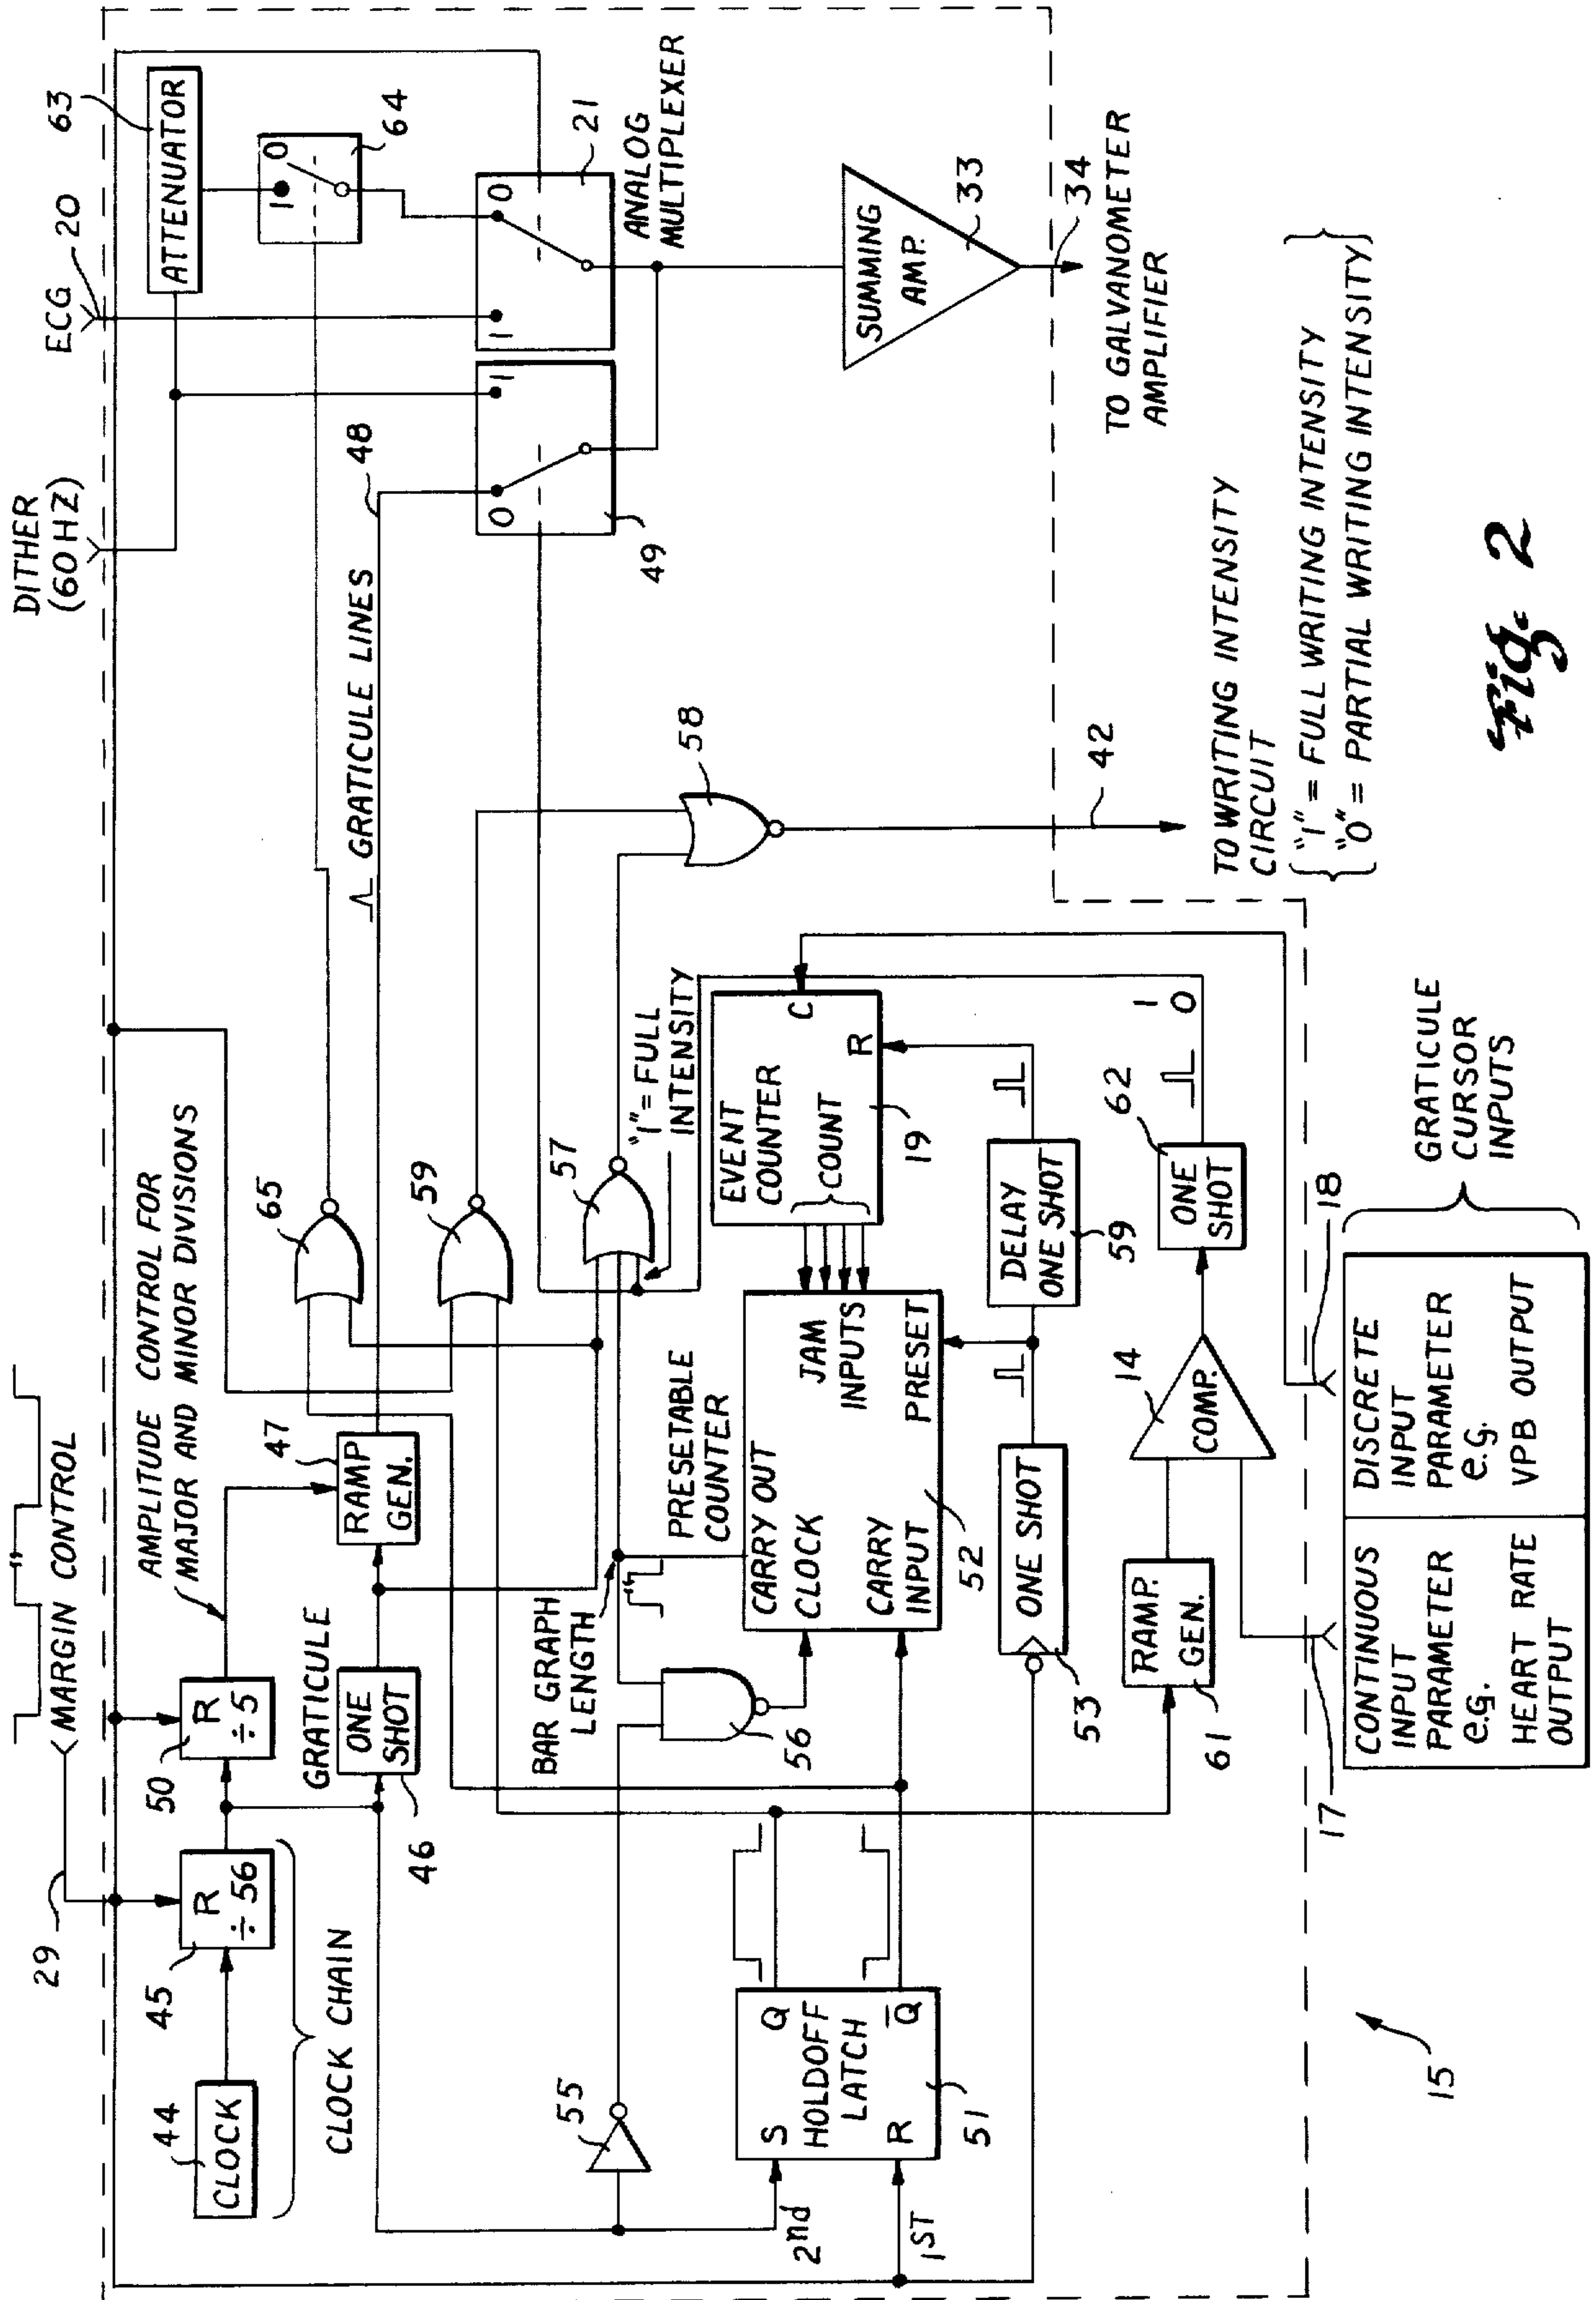 DITHER
(60 HZ)
ECG
20
63
ATTENUATOR
1
0
64
29
MARGIN CONTROL
AMPLITUDE CONTROL FOR
MAJOR AND MINOR DIVISIONS
44
CLOCK
45
R
÷ 56
50
R
÷ 5
CLOCK CHAIN
GRATICULE
ONE
SHOT
46
47
RAMP
GEN.
65
59
57
GRATICULE LINES
48
0
1
49
1
0
21
ANALOG
MULTIPLEXER
SUMMING
AMP.
33
34
TO GALVANOMETER
AMPLIFIER
58
42
TO WRITING INTENSITY
CIRCUIT
"1" = FULL WRITING INTENSITY
"0" = PARTIAL WRITING INTENSITY
55
BAR GRAPH
LENGTH
56
PRESETABLE
COUNTER
"1" = FULL
INTENSITY
2nd
1ST
S
Q
HOLDOFF
LATCH
R
Q̅
51
CARRY OUT
CLOCK
CARRY
INPUT
JAM
INPUTS
PRESET
52
EVENT
COUNTER
COUNT
C
R
19
ONE SHOT
53
DELAY
ONE SHOT
59
RAMP.
GEN.
61
14
COMP.
62
ONE
SHOT
1
0
17
18
CONTINUOUS
INPUT
PARAMETER
e.g.
HEART RATE
OUTPUT
DISCRETE
INPUT
PARAMETER
e.g.
VPB OUTPUT
GRATICULE
CURSOR
INPUTS
15
Fig. 2